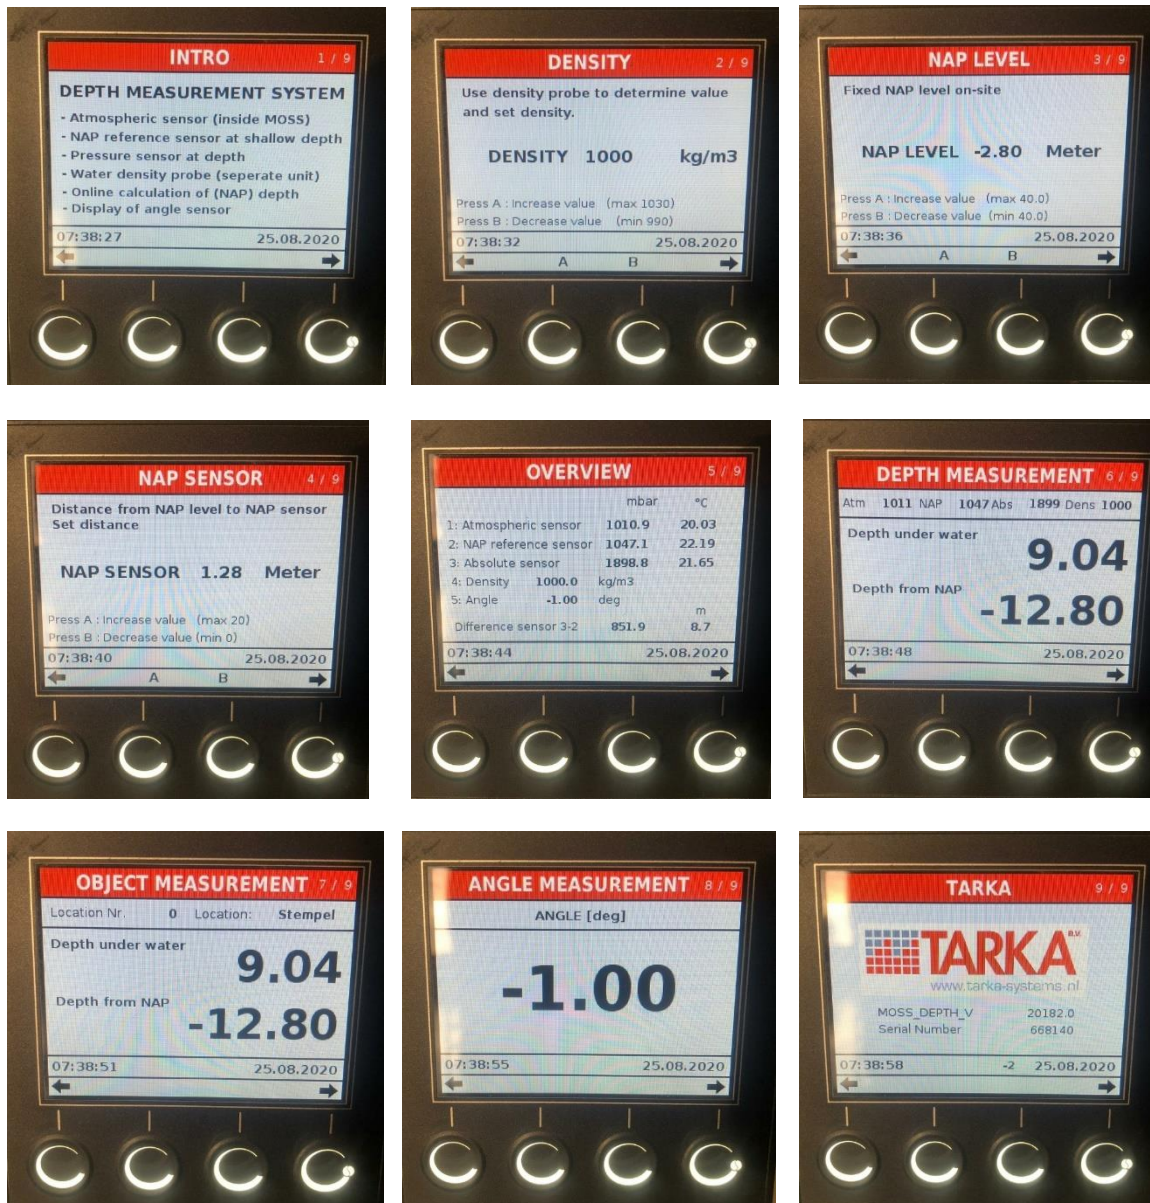 INTRO 1 / 9
DEPTH MEASUREMENT SYSTEM
- Atmospheric sensor (inside MOSS)
- NAP reference sensor at shallow depth
- Pressure sensor at depth
- Water density probe (seperate unit)
- Online calculation of (NAP) depth
- Display of angle sensor
07:38:27 25.08.2020
DENSITY 2 / 9
Use density probe to determine value
and set density.
DENSITY 1000 kg/m3
Press A : Increase value (max 1030)
Press B : Decrease value (min 990)
07:38:32 25.08.2020
A B
NAP LEVEL 3 / 9
Fixed NAP level on-site
NAP LEVEL -2.80 Meter
Press A : Increase value (max 40.0)
Press B : Decrease value (min 40.0)
07:38:36 25.08.2020
A B
NAP SENSOR 4 / 9
Distance from NAP level to NAP sensor
Set distance
NAP SENSOR 1.28 Meter
Press A : Increase value (max 20)
Press B : Decrease value (min 0)
07:38:40 25.08.2020
A B
OVERVIEW 5 / 9
mbar °C
1: Atmospheric sensor 1010.9 20.03
2: NAP reference sensor 1047.1 22.19
3: Absolute sensor 1898.8 21.65
4: Density 1000.0 kg/m3
5: Angle -1.00 deg
m
Difference sensor 3-2 851.9 8.7
07:38:44 25.08.2020
DEPTH MEASUREMENT 6 / 9
Atm 1011 NAP 1047 Abs 1899 Dens 1000
Depth under water
9.04
Depth from NAP
-12.80
07:38:48 25.08.2020
OBJECT MEASUREMENT 7 / 9
Location Nr. 0 Location: Stempel
Depth under water
9.04
Depth from NAP
-12.80
07:38:51 25.08.2020
ANGLE MEASUREMENT 8 / 9
ANGLE [deg]
-1.00
07:38:55 25.08.2020
TARKA 9 / 9
TARKA B.V.
www.tarka-systems.nl
MOSS_DEPTH_V 20182.0
Serial Number 668140
07:38:58 -2 25.08.2020